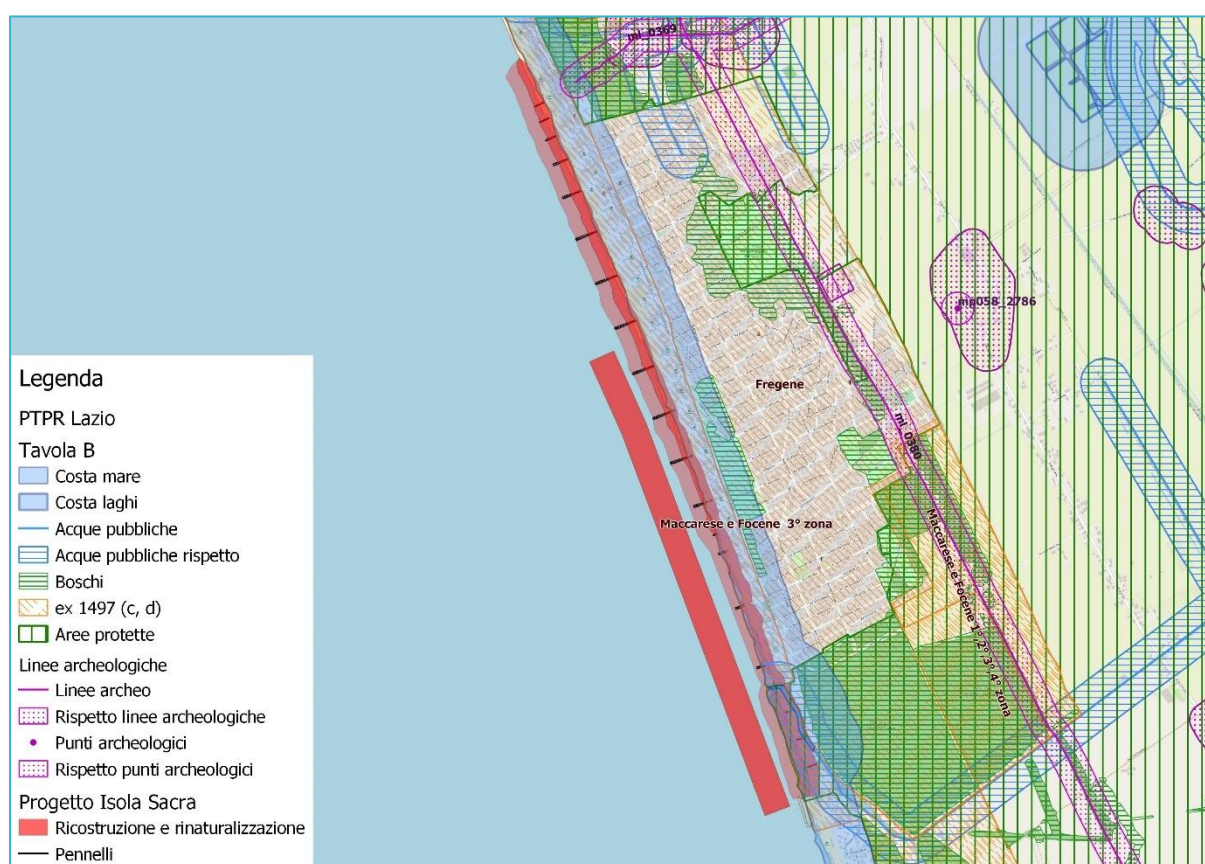 ml_0369
mp058_2786
Fregene
ml_0380
Maccarese e Focene 3° zona
Maccarese e Focene 1°,2° 3°,4° zona
Legenda
PTPR Lazio
Tavola B
Costa mare
Costa laghi
Acque pubbliche
Acque pubbliche rispetto
Boschi
ex 1497 (c, d)
Aree protette
Linee archeologiche
Linee archeo
Rispetto linee archeologiche
Punti archeologici
Rispetto punti archeologici
Progetto Isola Sacra
Ricostruzione e rinaturalizzazione
Pennelli